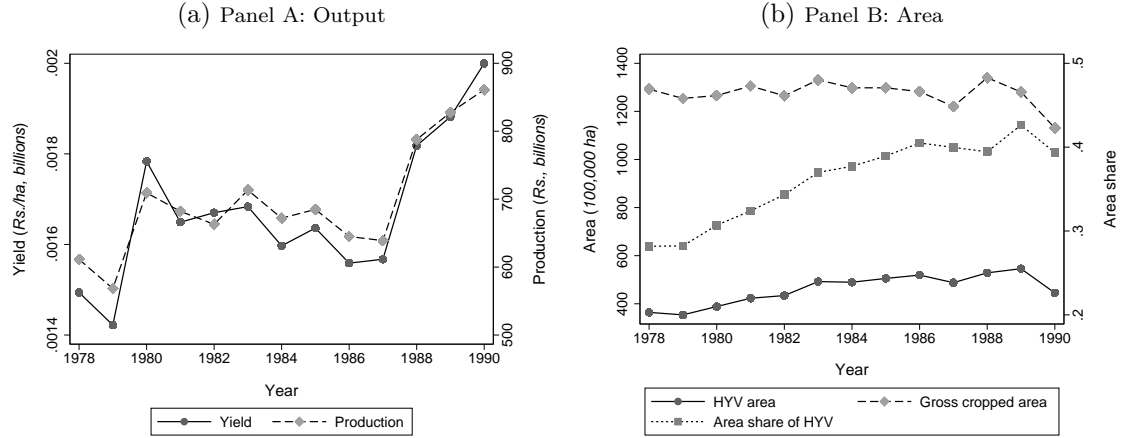 (a) Panel A: Output
.002
.0018
.0016
.0014
Yield (Rs./ha, billions)
900
800
700
600
500
Production (Rs., billions)
1978 1980 1982 1984 1986 1988 1990
Year
Yield Production
(b) Panel B: Area
1400
1200
1000
800
600
400
Area (100,000 ha)
.5
.4
.3
.2
Area share
1978 1980 1982 1984 1986 1988 1990
Year
HYV area Gross cropped area
Area share of HYV